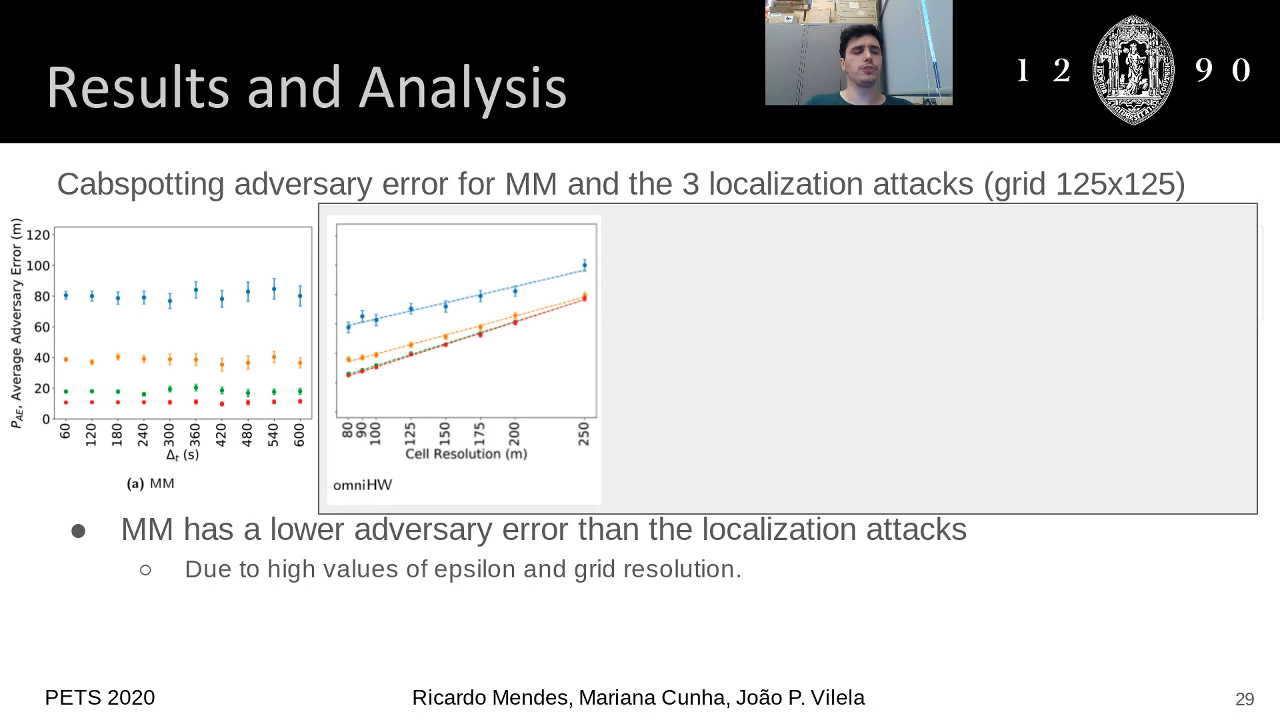 Results and Analysis
1 2 9 0
Cabspotting adversary error for MM and the 3 localization attacks (grid 125x125)
P_AE, Average Adversary Error (m)
120
100
80
60
40
20
0
60 120 180 240 300 360 420 480 540 600
Δt (s)
(a) MM
80 90 100 125 150 175 200 250
Cell Resolution (m)
omniHW
● MM has a lower adversary error than the localization attacks
○ Due to high values of epsilon and grid resolution.
PETS 2020 Ricardo Mendes, Mariana Cunha, João P. Vilela 29